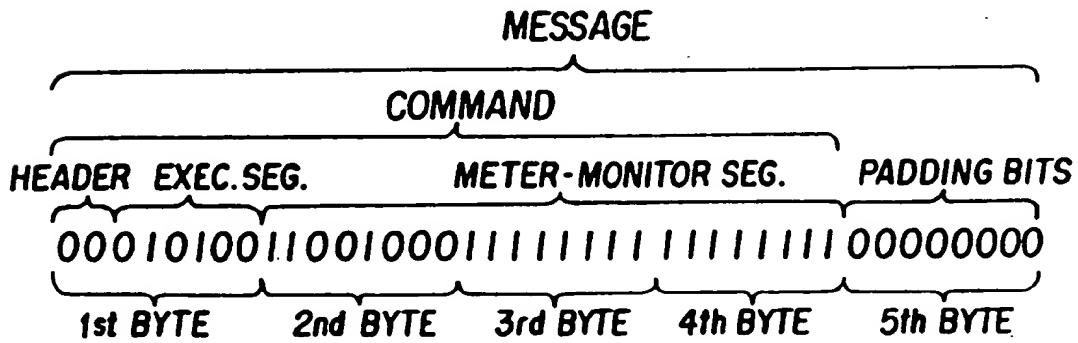 MESSAGE
COMMAND
HEADER EXEC. SEG. METER-MONITOR SEG. PADDING BITS
0001010011001000111111111111111100000000
1st BYTE 2nd BYTE 3rd BYTE 4th BYTE 5th BYTE